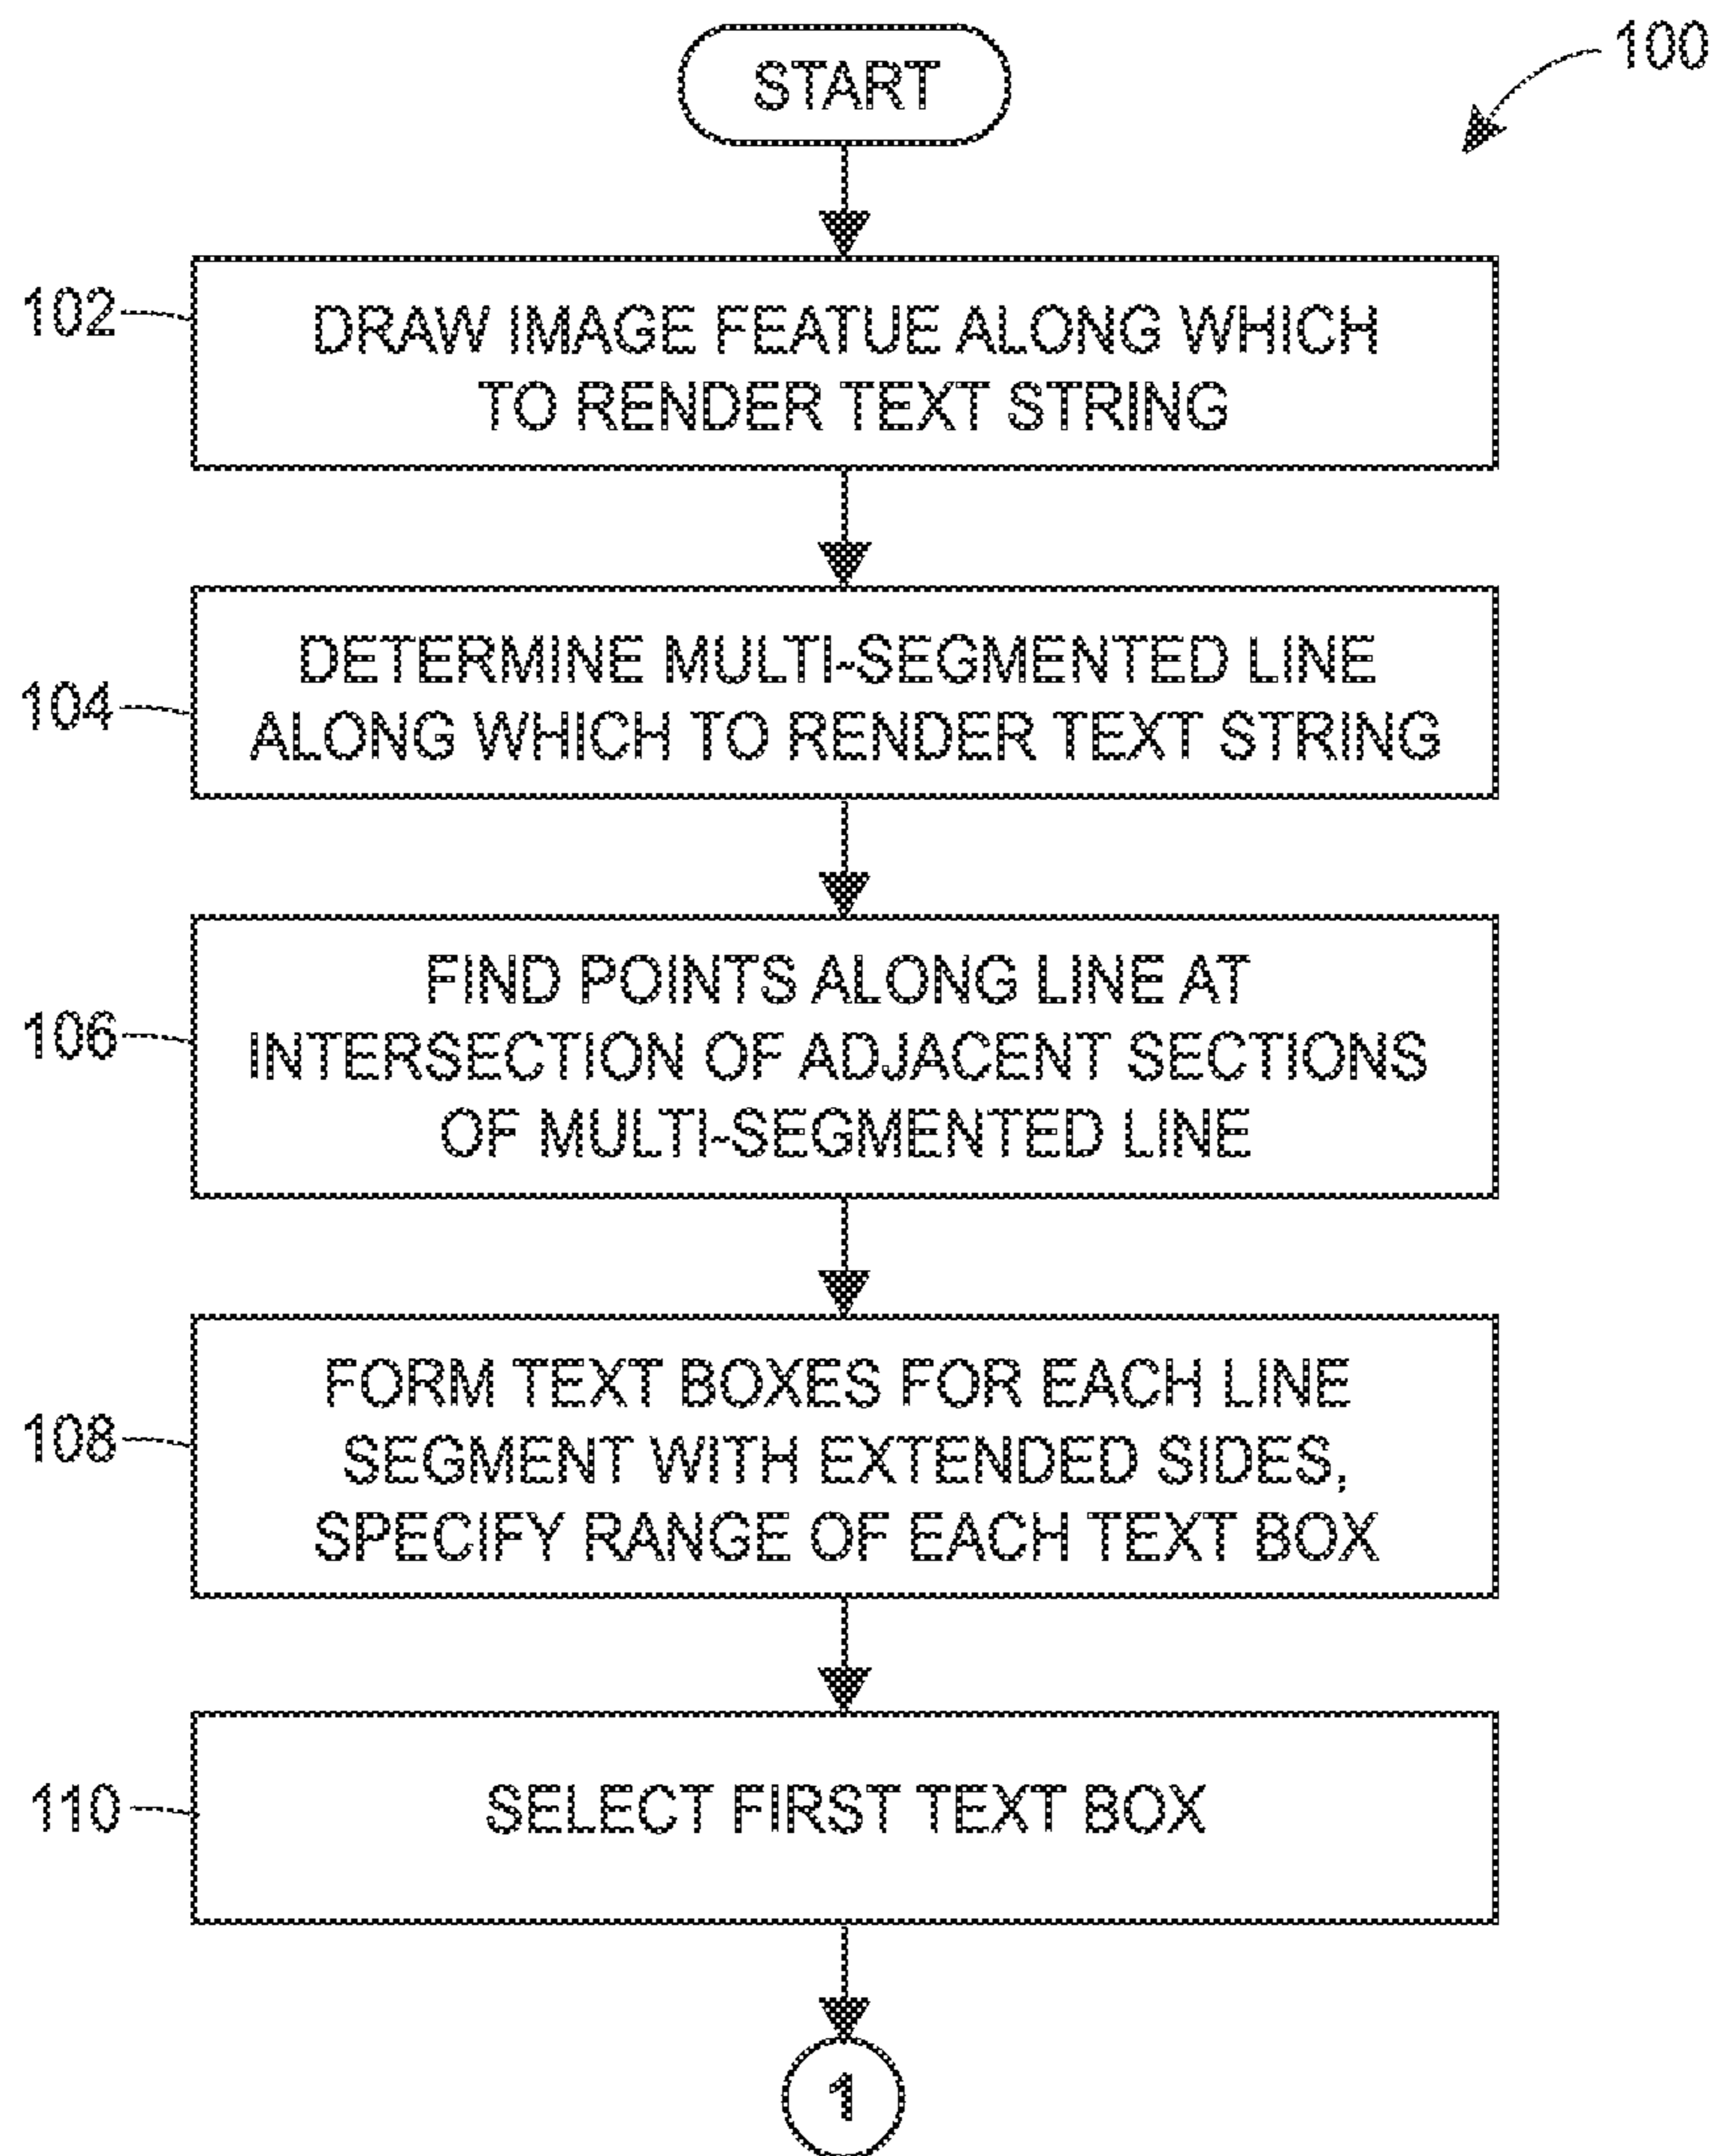 START
100
102
DRAW IMAGE FEATUE ALONG WHICH
TO RENDER TEXT STRING
104
DETERMINE MULTI-SEGMENTED LINE
ALONG WHICH TO RENDER TEXT STRING
106
FIND POINTS ALONG LINE AT
INTERSECTION OF ADJACENT SECTIONS
OF MULTI-SEGMENTED LINE
108
FORM TEXT BOXES FOR EACH LINE
SEGMENT WITH EXTENDED SIDES,
SPECIFY RANGE OF EACH TEXT BOX
110
SELECT FIRST TEXT BOX
1